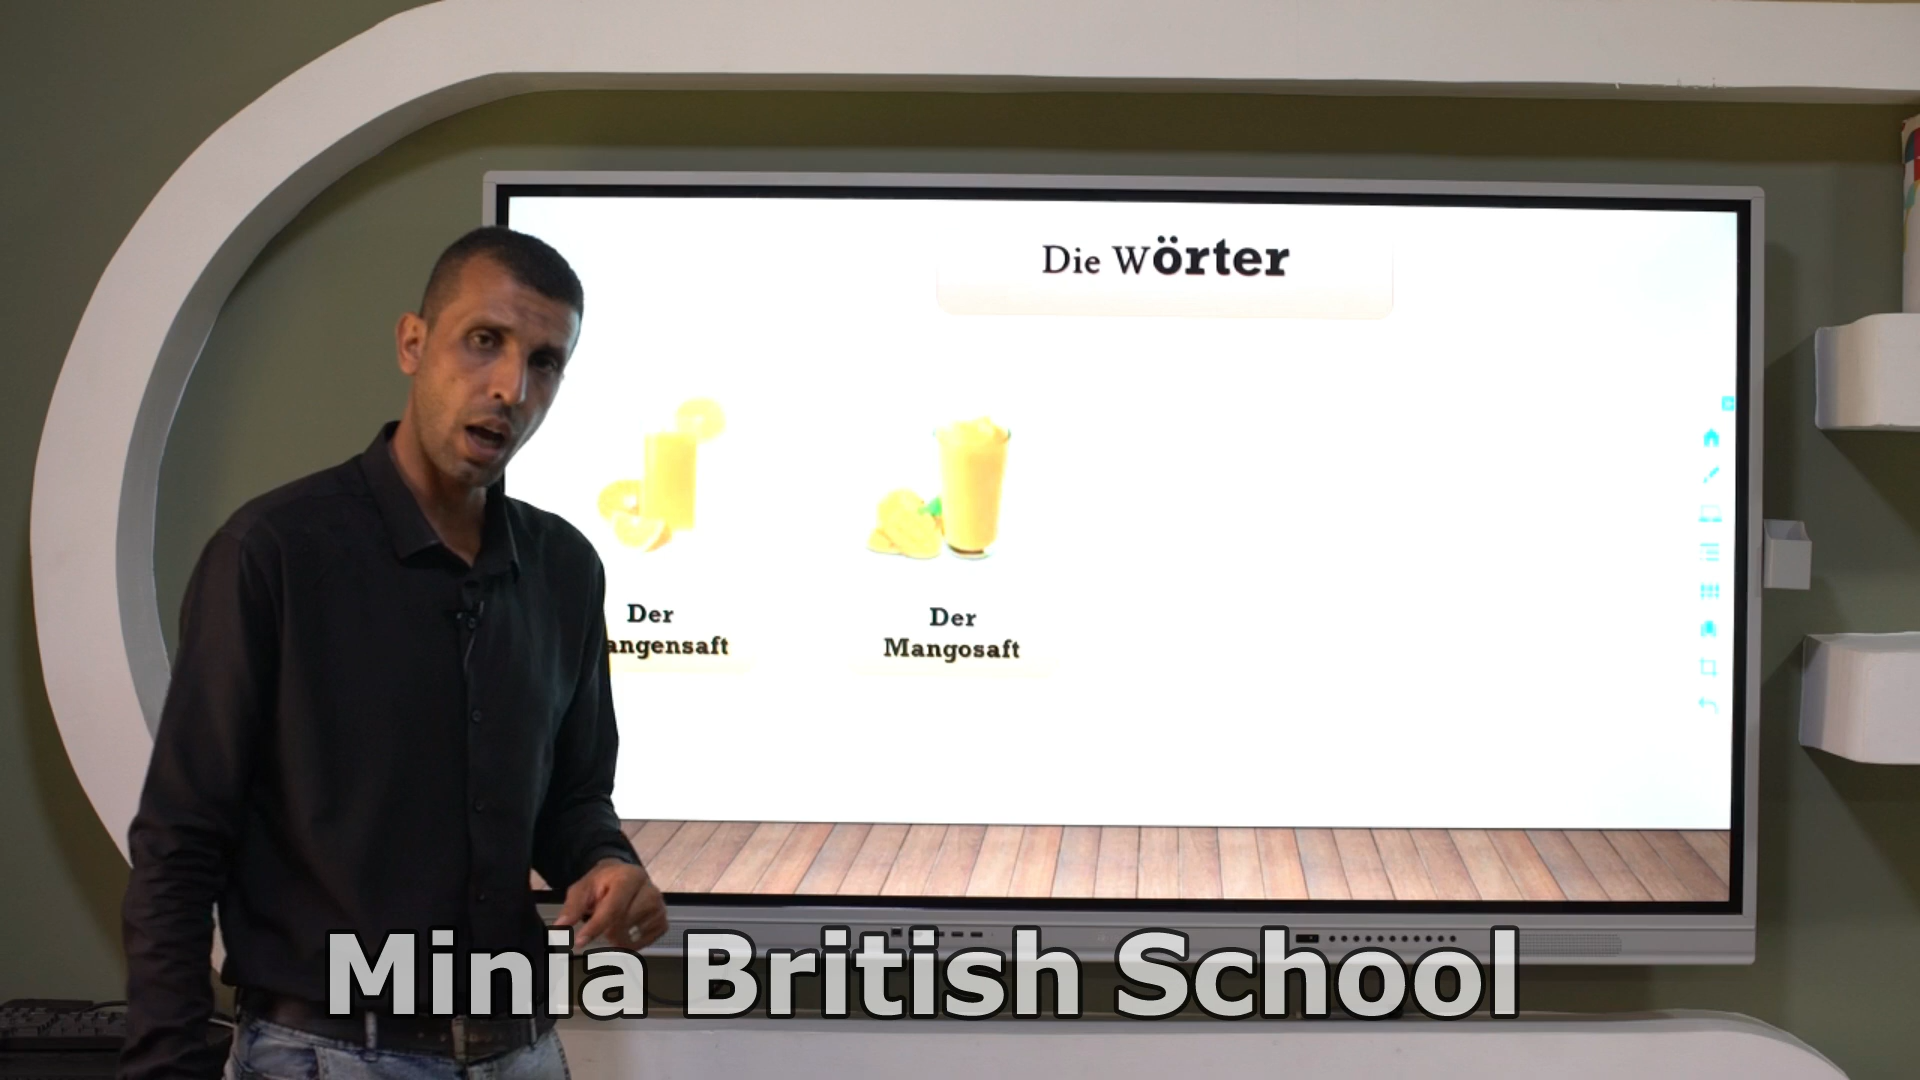 Die Wörter
Der
angensaft
Der
Mangosaft
Minia British School